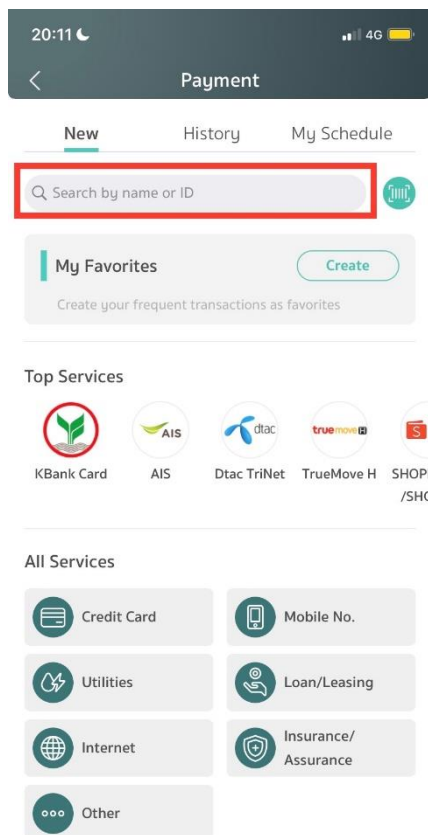 20:11 4G
Payment
New History My Schedule
Search by name or ID
My Favorites Create
Create your frequent transactions as favorites
Top Services
AIS dtac truemove H
KBank Card AIS Dtac TriNet TrueMove H SHOP
/SH
All Services
Credit Card Mobile No.
Utilities Loan/Leasing
Internet Insurance/
Assurance
Other